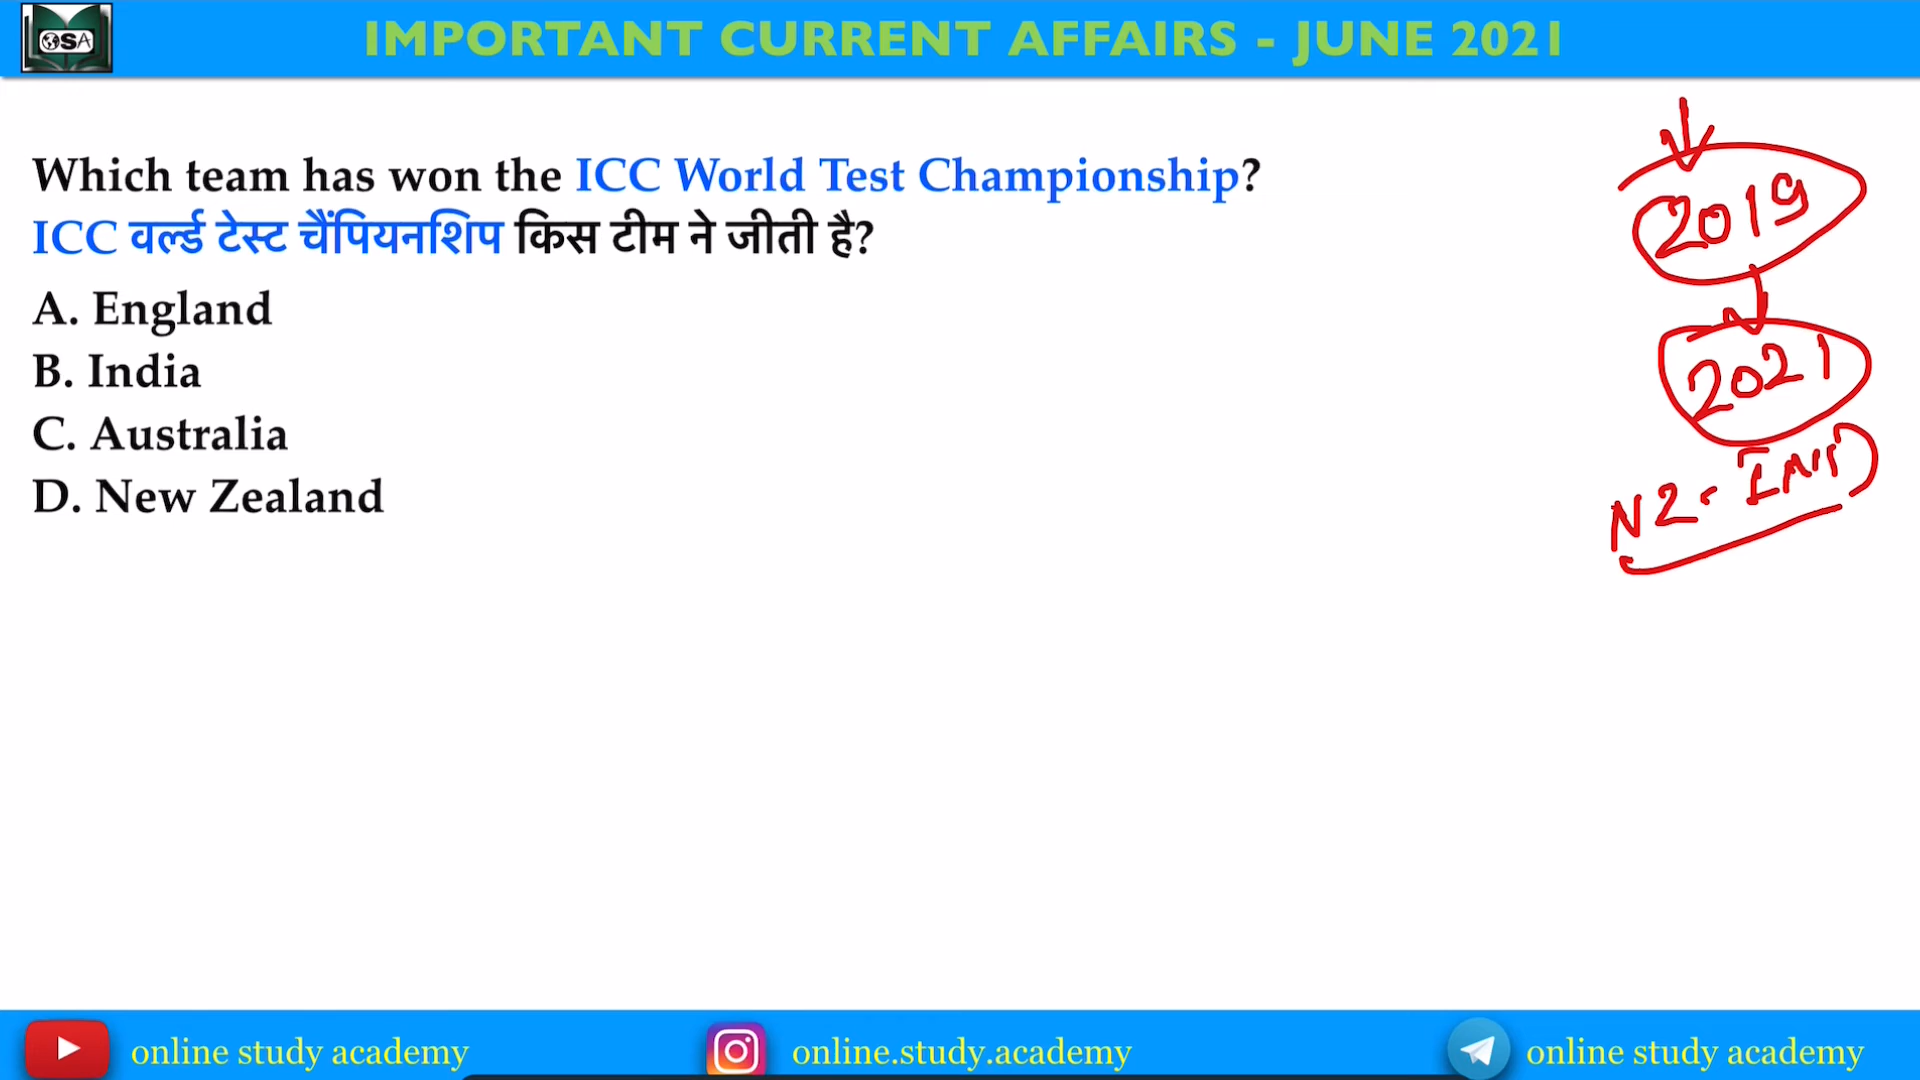 OSA
IMPORTANT CURRENT AFFAIRS - JUNE 2021
Which team has won the ICC World Test Championship?
ICC वर्ल्ड टेस्ट चैंपियनशिप किस टीम ने जीती है?
A. England
B. India
C. Australia
D. New Zealand
2019
2021
NZ -
online study academy
online.study.academy
online study academy